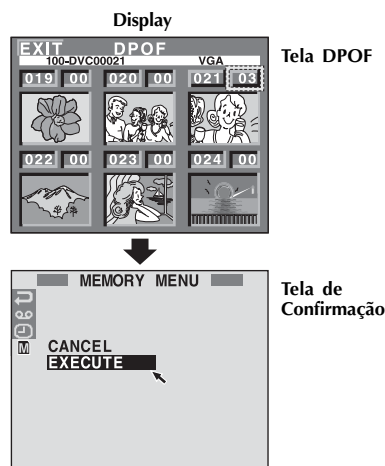 Display
EXIT DPOF
100-DVC00021 VGA
019 00 020 00 021 03
022 00 023 00 024 00
Tela DPOF
MEMORY MENU
M
CANCEL
EXECUTE
Tela de
Confirmação